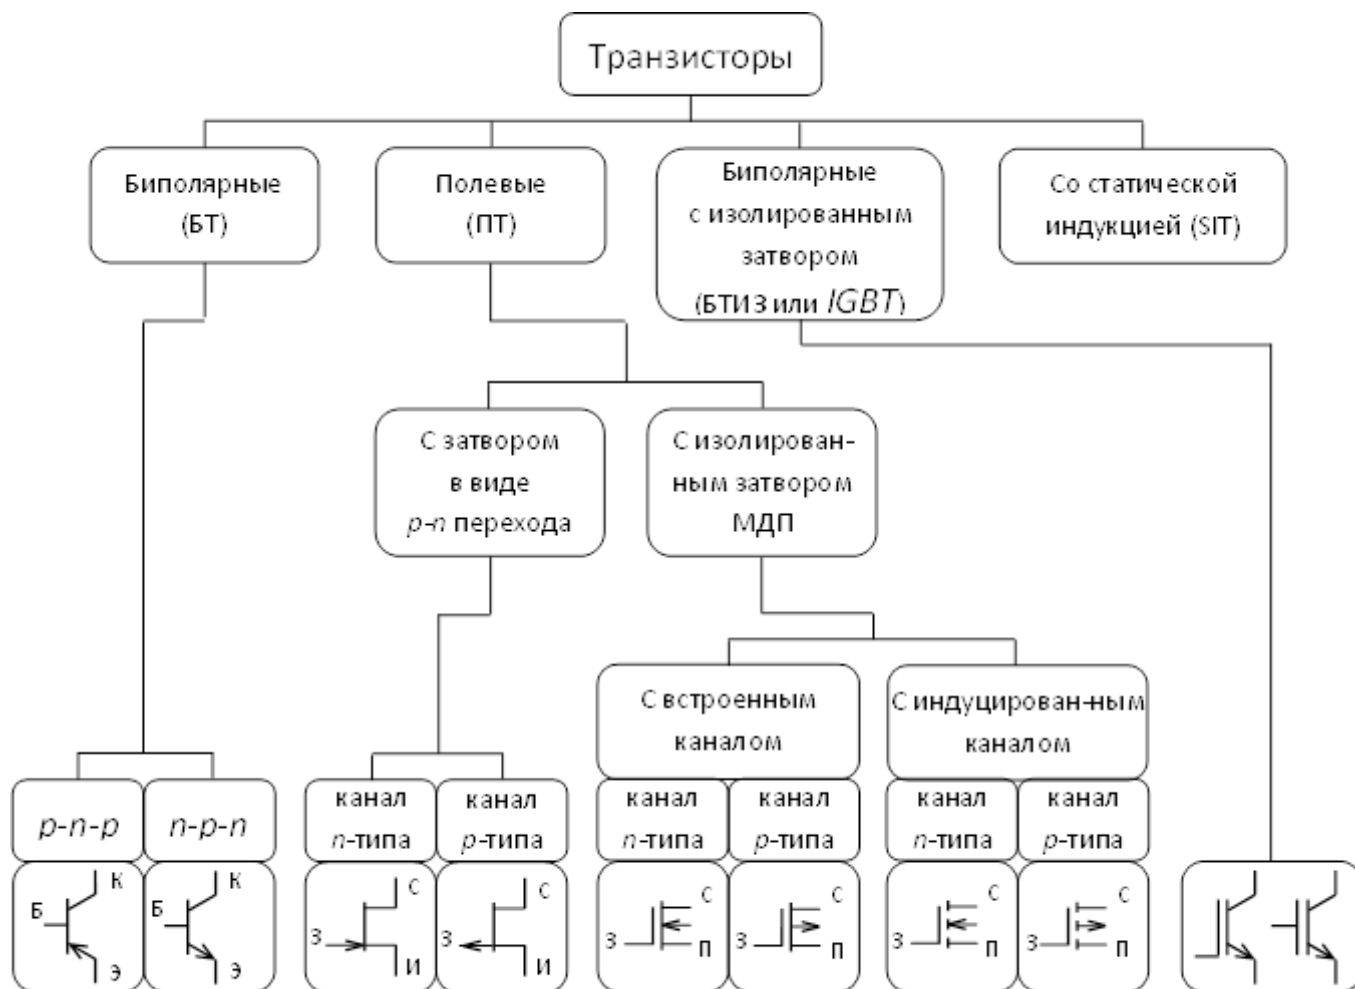 Транзисторы
Биполярные
(БТ)
Полевые
(ПТ)
Биполярные
с изолированным
затвором
(БТИЗ или IGBT)
Со статической
индукцией (SIT)
С затвором
в виде
p-n перехода
С изолирован-
ным затвором
МДП
С встроенным
каналом
С индуцирован-ным
каналом
p-n-p
n-p-n
канал
n-типа
канал
p-типа
канал
n-типа
канал
p-типа
канал
n-типа
канал
p-типа
К
Б
Э
К
Б
Э
С
З
И
С
З
И
С
З
П
С
З
П
С
З
П
С
З
П